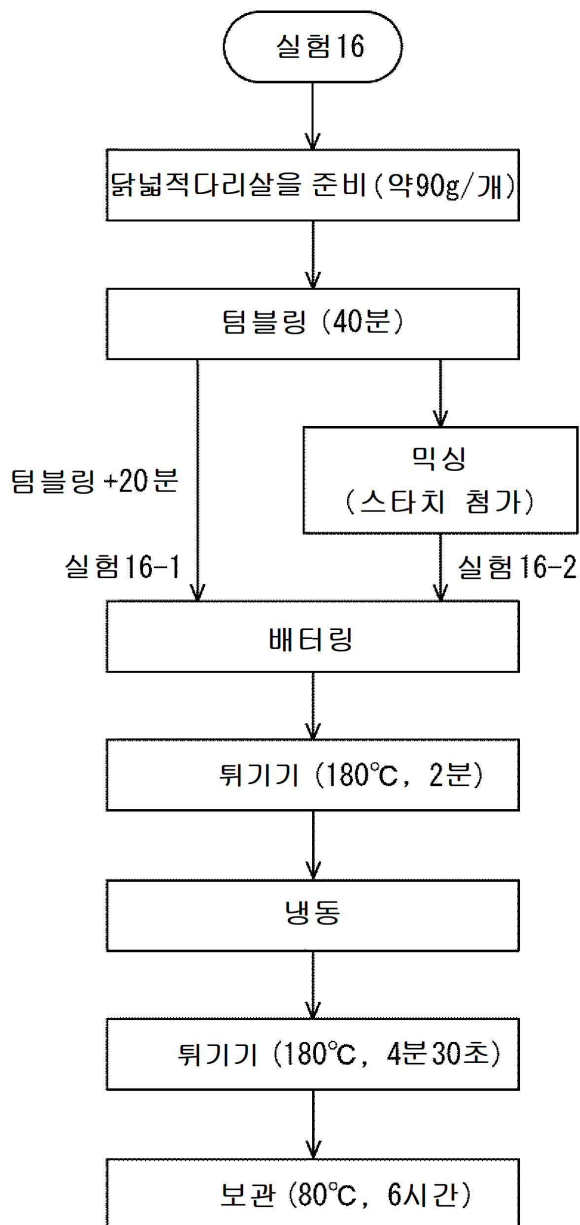 실험16
닭넓적다리살을 준비(약90g/개)
텀블링 (40분)
텀블링+20분
믹싱
(스타치 첨가)
실험16-1
실험16-2
배터링
튀기기 (180℃, 2분)
냉동
튀기기 (180℃, 4분30초)
보관 (80℃, 6시간)